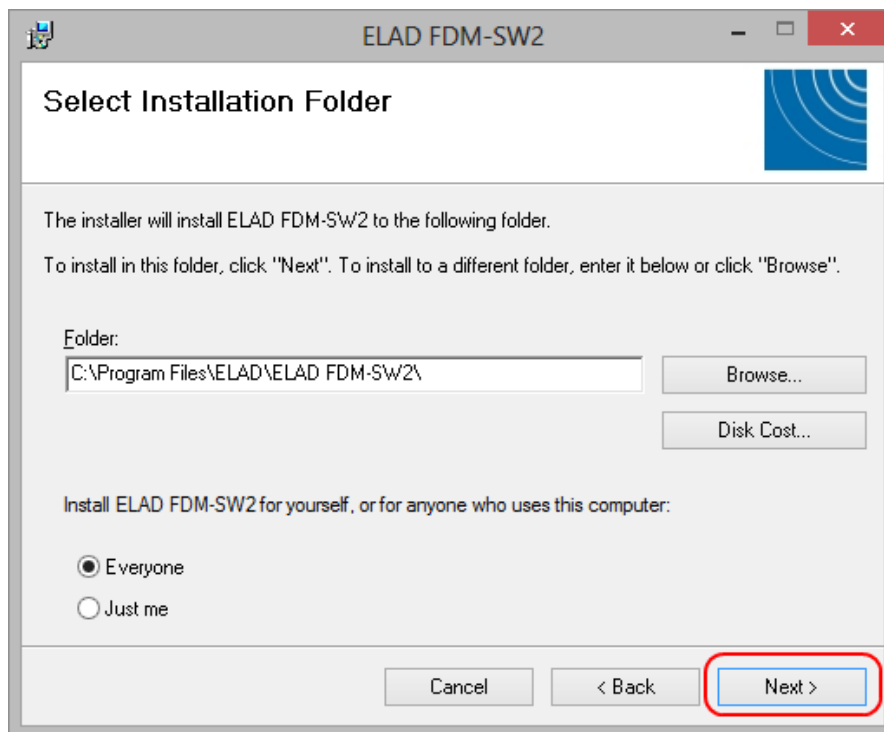 ELAD FDM-SW2
Select Installation Folder
The installer will install ELAD FDM-SW2 to the following folder.
To install in this folder, click "Next". To install to a different folder, enter it below or click "Browse".
Folder:
C:\Program Files\ELAD\ELAD FDM-SW2\
Browse...
Disk Cost...
Install ELAD FDM-SW2 for yourself, or for anyone who uses this computer:
Everyone
Just me
Cancel
< Back
Next >